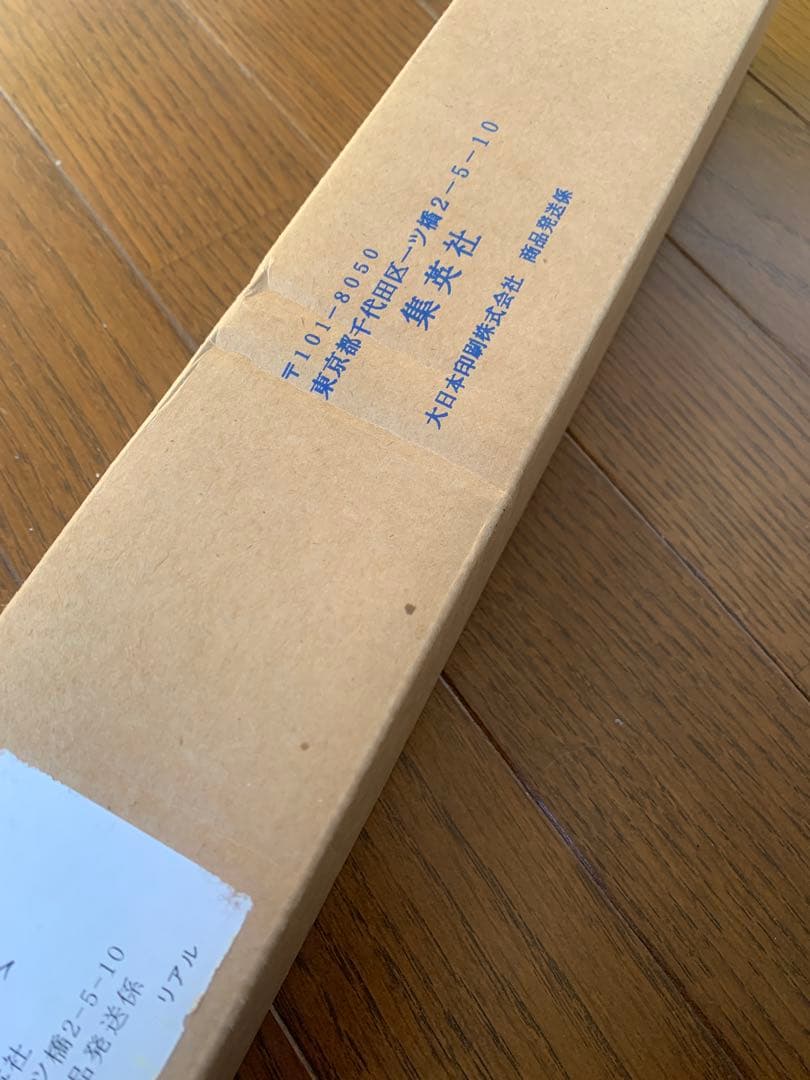 〒101-8050
東京都千代田区一ツ橋2-5-10
集英社
大日本印刷株式会社　商品発送係
社
ツ橋2-5-10
品発送係
リアル